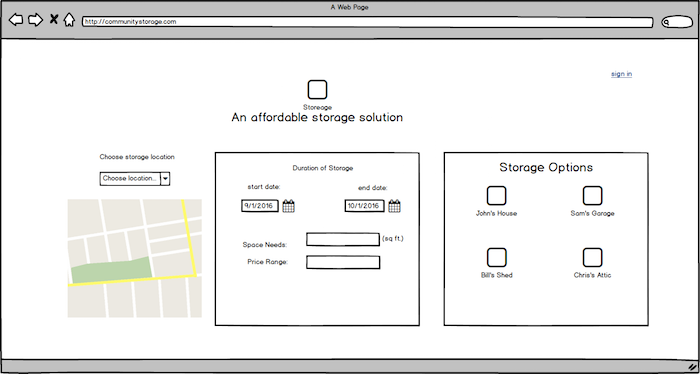 A Web Page
http://communitystorage.com
sign in
Storeage
An affordable storage solution
Choose storage location
Choose location...
Duration of Storage
start date:
end date:
9/1/2016
10/1/2016
Space Needs:
(sq ft.)
Price Range:
Storage Options
John's House
Sam's Garage
Bill's Shed
Chris's Attic